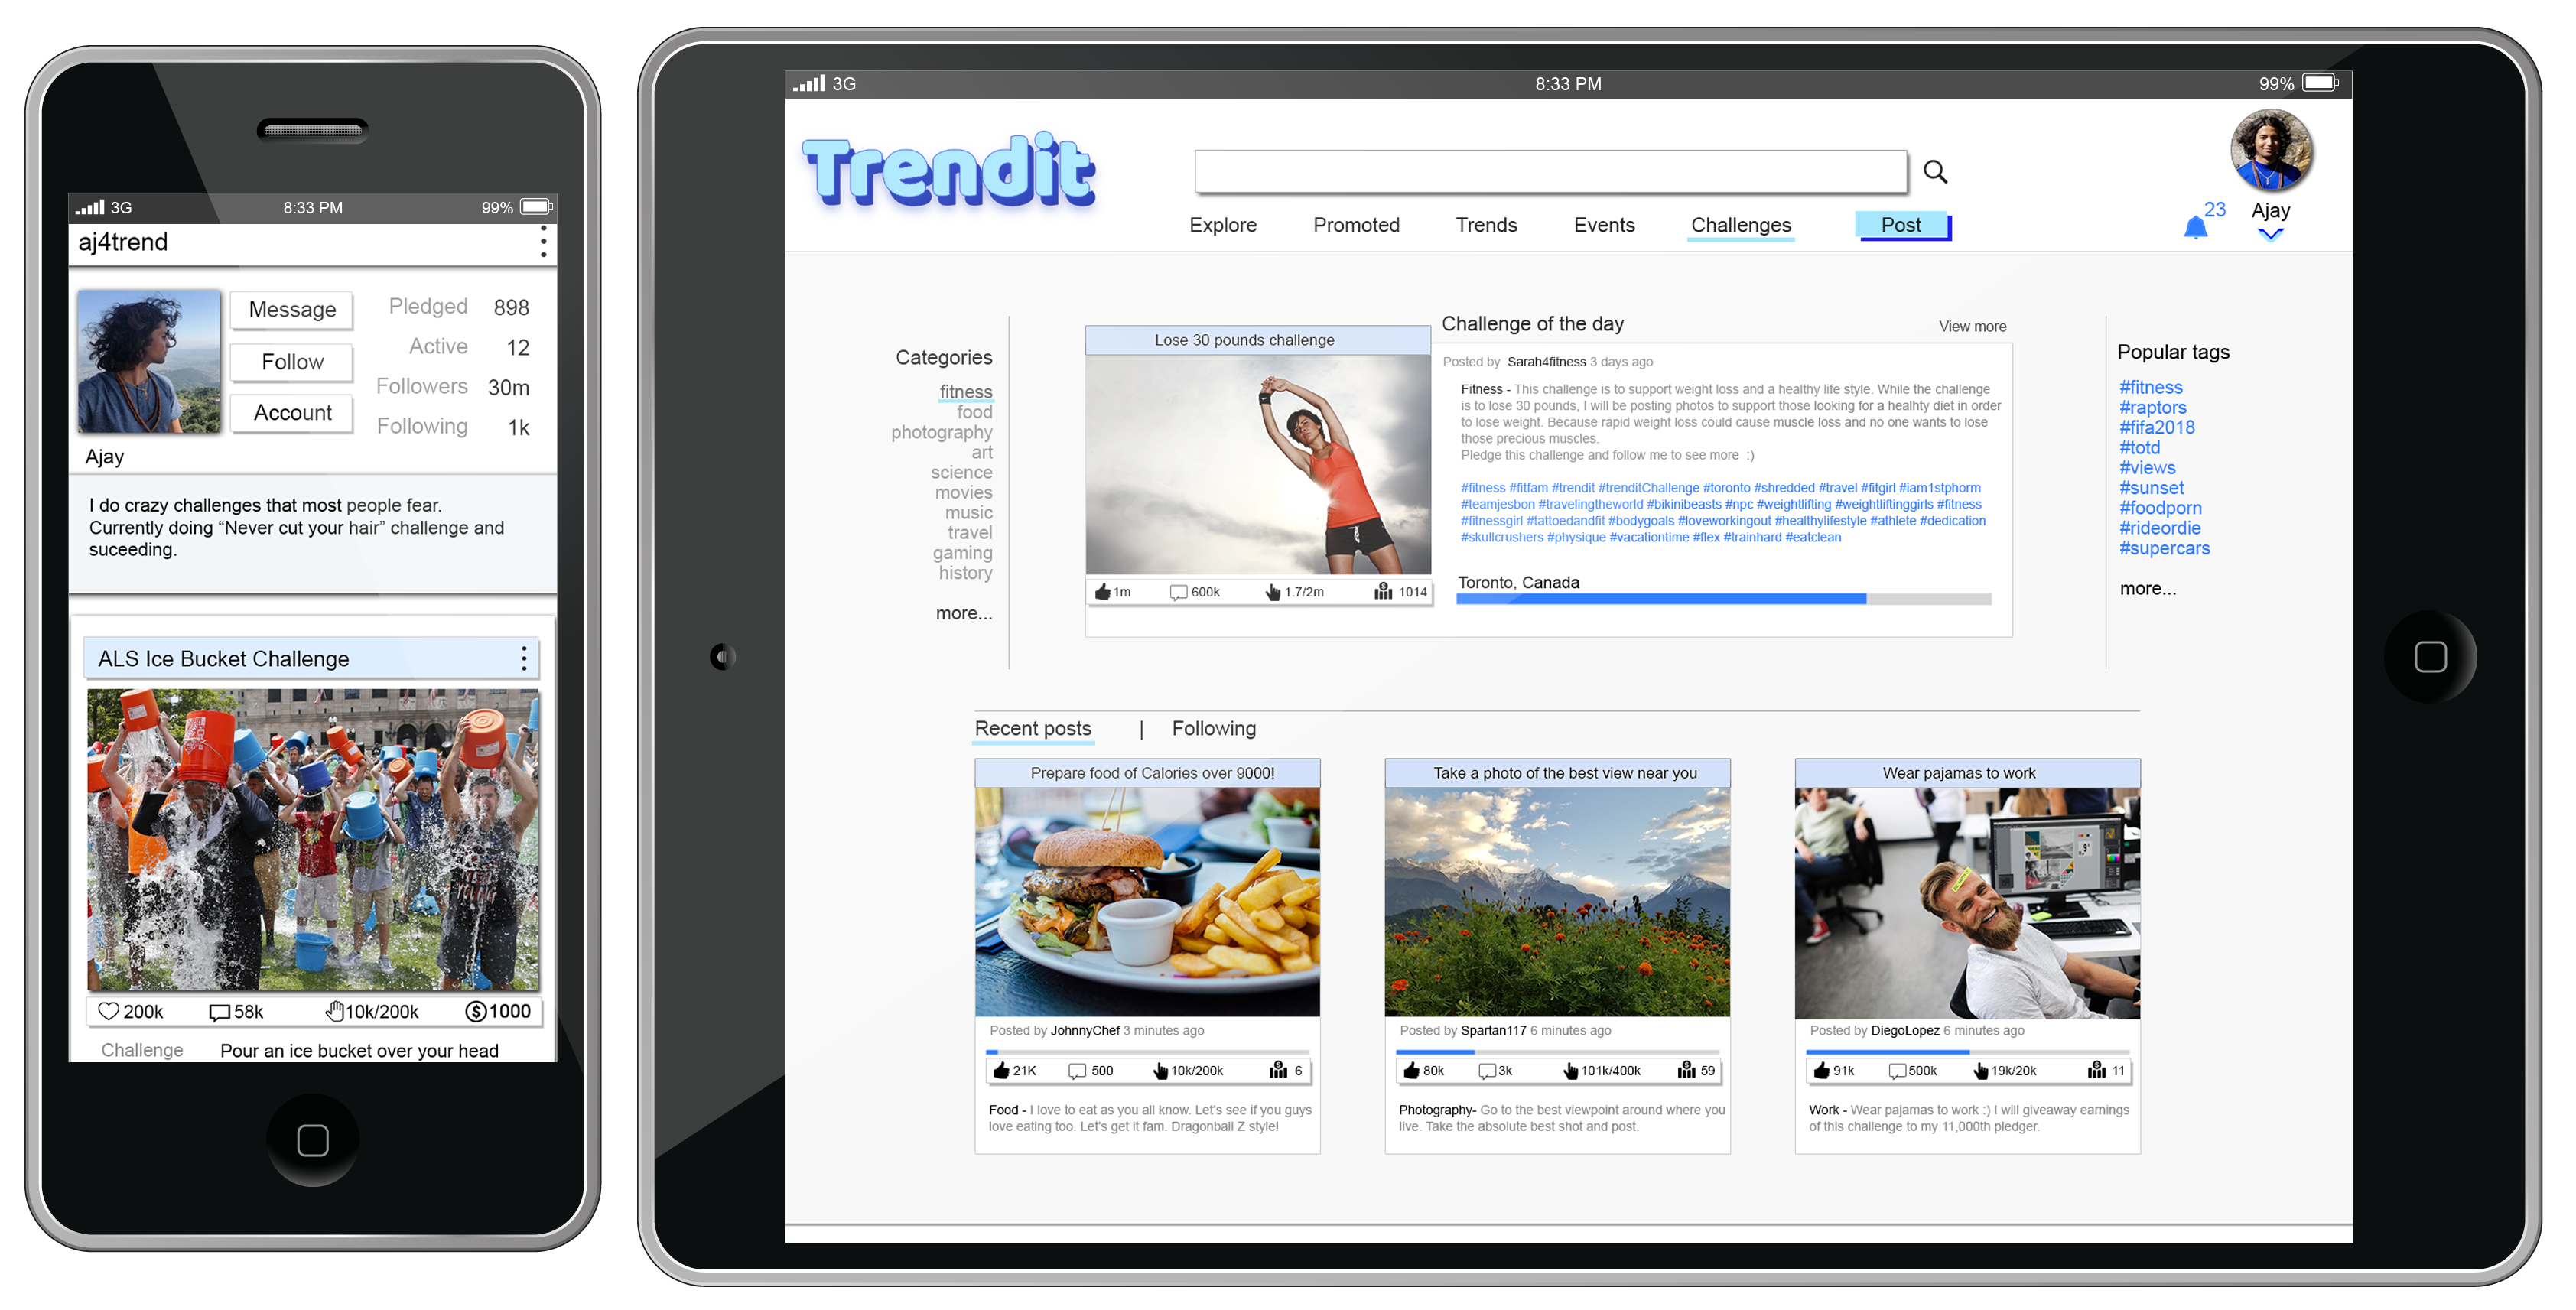 3G 8:33 PM 99%
aj4trend
Message
Follow
Account
Pledged 898
Active 12
Followers 30m
Following 1k
Ajay
I do crazy challenges that most people fear.
Currently doing “Never cut your hair” challenge and
suceeding.
ALS Ice Bucket Challenge
200k 58k 10k/200k $1000
Challenge Pour an ice bucket over your head
3G 8:33 PM 99%
Trendit
Explore Promoted Trends Events Challenges Post
23 Ajay
Categories
fitness
food
photography
art
science
movies
music
travel
gaming
history
more...
Lose 30 pounds challenge
1m 600k 1.7/2m 1014
Challenge of the day View more
Posted by Sarah4fitness 3 days ago
Fitness - This challenge is to support weight loss and a healthy life style. While the challenge
is to lose 30 pounds, I will be posting photos to support those looking for a healhty diet in order
to lose weight. Because rapid weight loss could cause muscle loss and no one wants to lose
those precious muscles.
Pledge this challenge and follow me to see more :)
#fitness #fitfam #trendit #trenditChallenge #toronto #shredded #travel #fitgirl #iam1stphorm
#teamjesbon #travelingtheworld #bikinibeasts #npc #weightlifting #weightliftinggirls #fitness
#fitnessgirl #tattoedandfit #bodygoals #loveworkingout #healthylifestyle #athlete #dedication
#skullcrushers #physique #vacationtime #flex #trainhard #eatclean
Toronto, Canada
Popular tags
#fitness
#raptors
#fifa2018
#totd
#views
#sunset
#foodporn
#rideordie
#supercars
more...
Recent posts | Following
Prepare food of Calories over 9000!
Posted by JohnnyChef 3 minutes ago
21K 500 10k/200k 6
Food - I love to eat as you all know. Let's see if you guys
love eating too. Let's get it fam. Dragonball Z style!
Take a photo of the best view near you
Posted by Spartan117 6 minutes ago
80k 3k 101k/400k 59
Photography- Go to the best viewpoint around where you
live. Take the absolute best shot and post.
Wear pajamas to work
Posted by DiegoLopez 6 minutes ago
91k 500k 19k/20k 11
Work - Wear pajamas to work :) I will giveaway earnings
of this challenge to my 11,000th pledger.